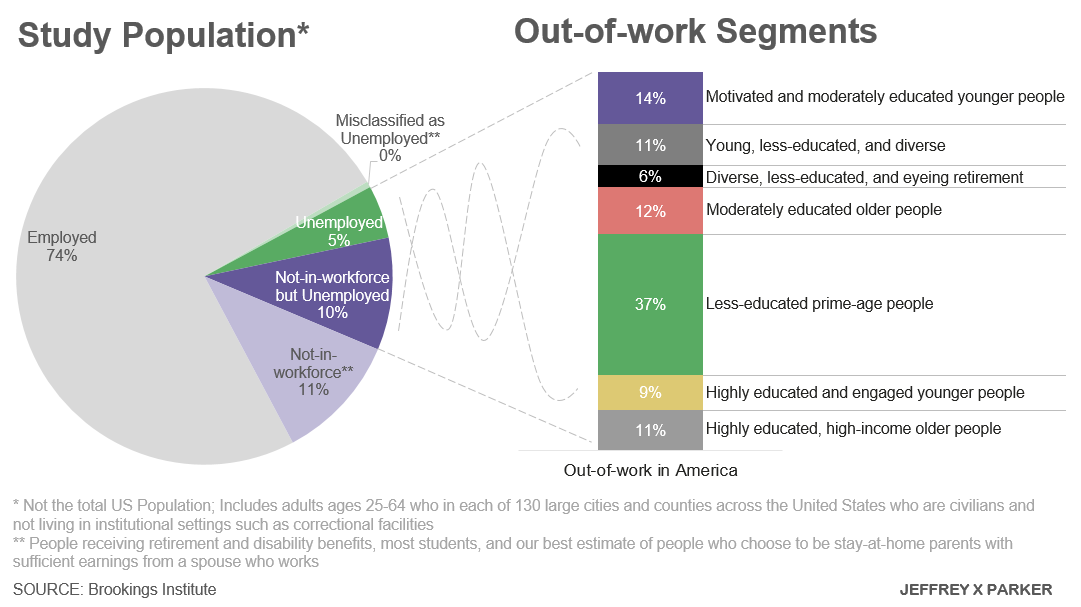 Study Population*
Out-of-work Segments
Misclassified as
Unemployed**
0%
Unemployed
5%
Employed
74%
Not-in-workforce
but Unemployed
10%
Not-in-
workforce**
11%
14%
Motivated and moderately educated younger people
11%
Young, less-educated, and diverse
6%
Diverse, less-educated, and eyeing retirement
12%
Moderately educated older people
37%
Less-educated prime-age people
9%
Highly educated and engaged younger people
11%
Highly educated, high-income older people
Out-of-work in America
* Not the total US Population; Includes adults ages 25-64 who in each of 130 large cities and counties across the United States who are civilians and
not living in institutional settings such as correctional facilities
** People receiving retirement and disability benefits, most students, and our best estimate of people who choose to be stay-at-home parents with
sufficient earnings from a spouse who works
SOURCE: Brookings Institute
JEFFREY X PARKER